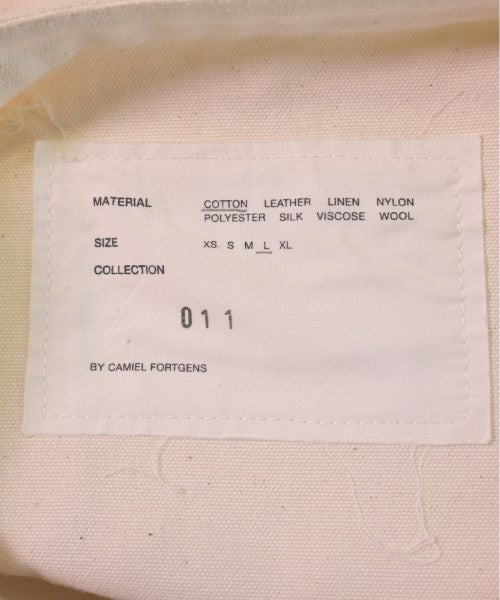 MATERIAL COTTON LEATHER LINEN NYLON
POLYESTER SILK VISCOSE WOOL
SIZE XS S M L XL
COLLECTION
011
BY CAMIEL FORTGENS